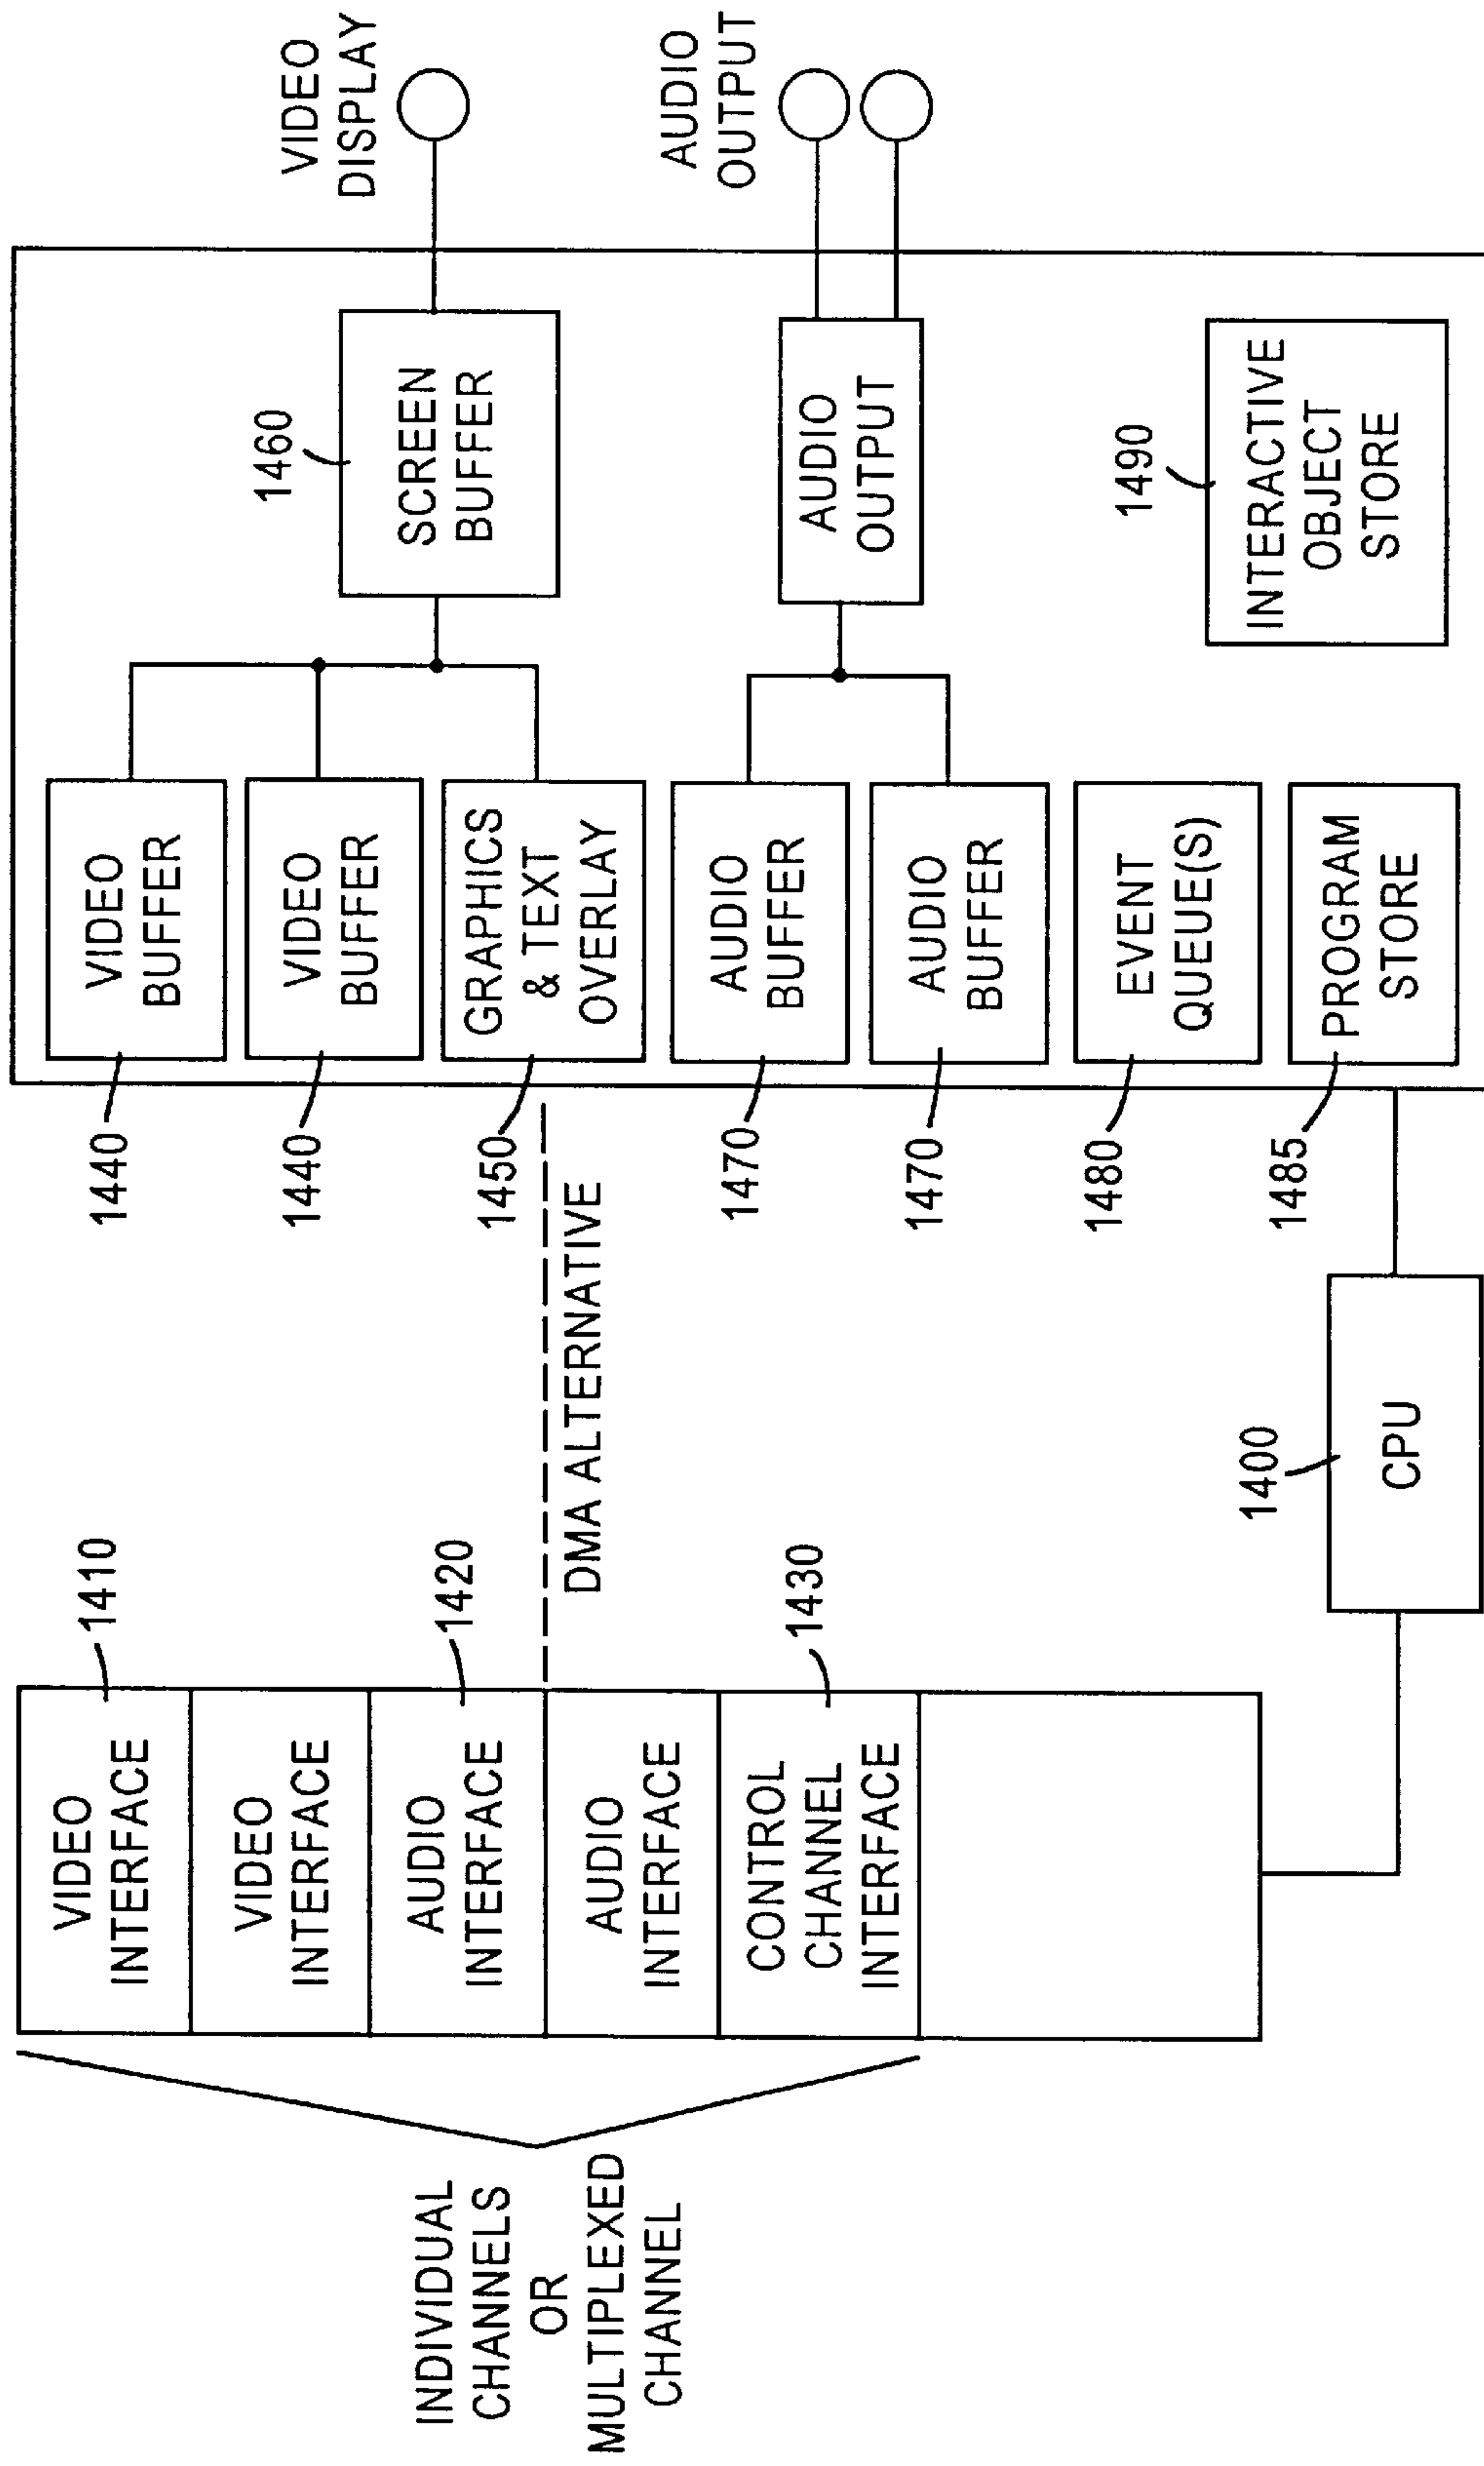 INDIVIDUAL
CHANNELS
OR
MULTIPLEXED
CHANNEL
VIDEO
INTERFACE
1410
VIDEO
INTERFACE
AUDIO
INTERFACE
1420
AUDIO
INTERFACE
CONTROL
CHANNEL
INTERFACE
1430
DMA ALTERNATIVE
1400
CPU
1440
VIDEO
BUFFER
1440
VIDEO
BUFFER
1450
GRAPHICS
& TEXT
OVERLAY
1470
AUDIO
BUFFER
1470
AUDIO
BUFFER
1480
EVENT
QUEUE(S)
1485
PROGRAM
STORE
1460
SCREEN
BUFFER
AUDIO
OUTPUT
1490
INTERACTIVE
OBJECT
STORE
VIDEO
DISPLAY
AUDIO
OUTPUT